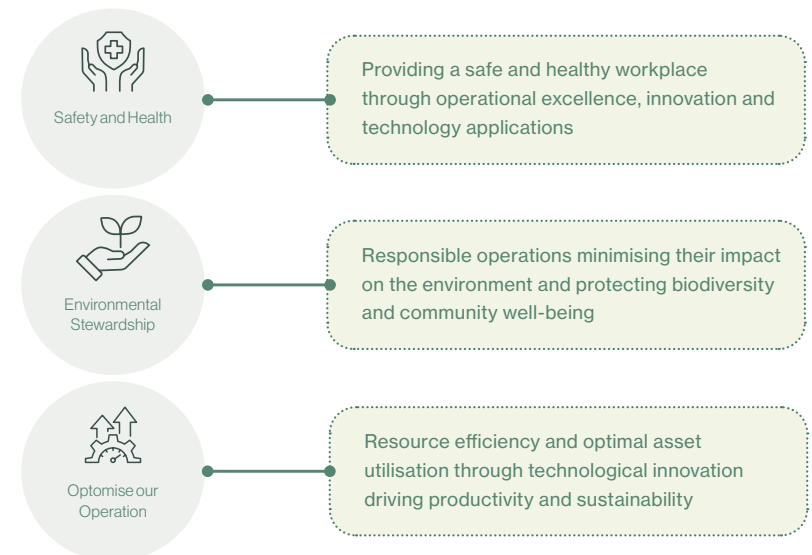 Safety and Health
Providing a safe and healthy workplace
through operational excellence, innovation and
technology applications
Environmental
Stewardship
Responsible operations minimising their impact
on the environment and protecting biodiversity
and community well-being
Optomise our
Operation
Resource efficiency and optimal asset
utilisation through technological innovation
driving productivity and sustainability